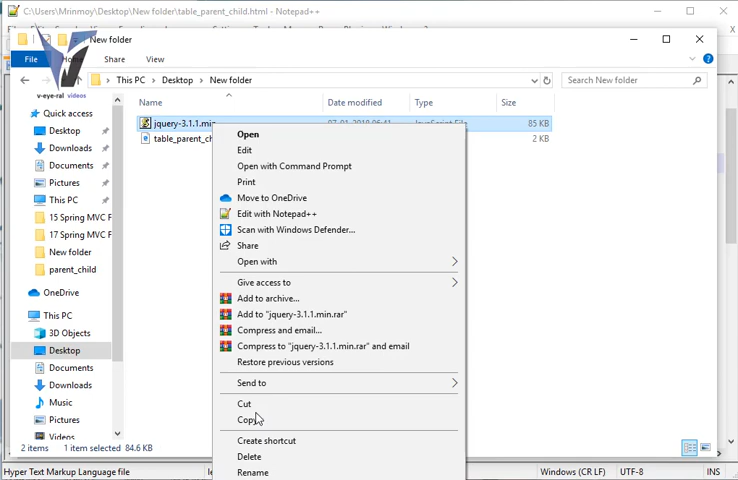 C:\Users\Mrinmoy\Desktop\New folder\table_parent_child.html - Notepad++
New folder
File
Home
Share
View
This PC > Desktop > New folder
Search New folder
v-eye-ral videos
Name
Date modified
Type
Size
Quick access
Desktop
Downloads
Documents
Pictures
This PC
15 Spring MVC F
17 Spring MVC F
New folder
parent_child
OneDrive
This PC
3D Objects
Desktop
Documents
Downloads
Music
Pictures
Videos
jquery-3.1.1.min
JavaScript File
85 KB
table_parent_ch
2 KB
Open
Edit
Open with Command Prompt
Print
Move to OneDrive
Edit with Notepad++
Scan with Windows Defender...
Share
Open with
Give access to
Add to archive...
Add to "jquery-3.1.1.min.rar"
Compress and email...
Compress to "jquery-3.1.1.min.rar" and email
Restore previous versions
Send to
Cut
Copy
Create shortcut
Delete
Rename
2 items
1 item selected 84.6 KB
Hyper Text Markup Language file
Windows (CR LF)
UTF-8
INS